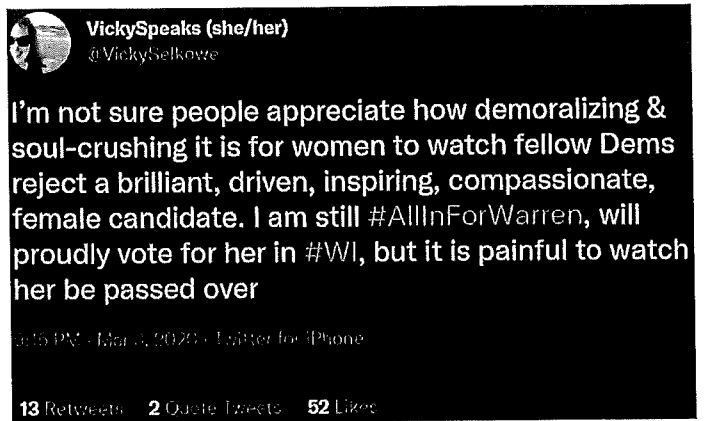 VickySpeaks (she/her)
@VickySelkowe
I'm not sure people appreciate how demoralizing &
soul-crushing it is for women to watch fellow Dems
reject a brilliant, driven, inspiring, compassionate,
female candidate. I am still #AllInForWarren, will
proudly vote for her in #WI, but it is painful to watch
her be passed over
PM · Mar 2020 · Twitter for iPhone
13 Retweets 2 Quote Tweets 52 Likes